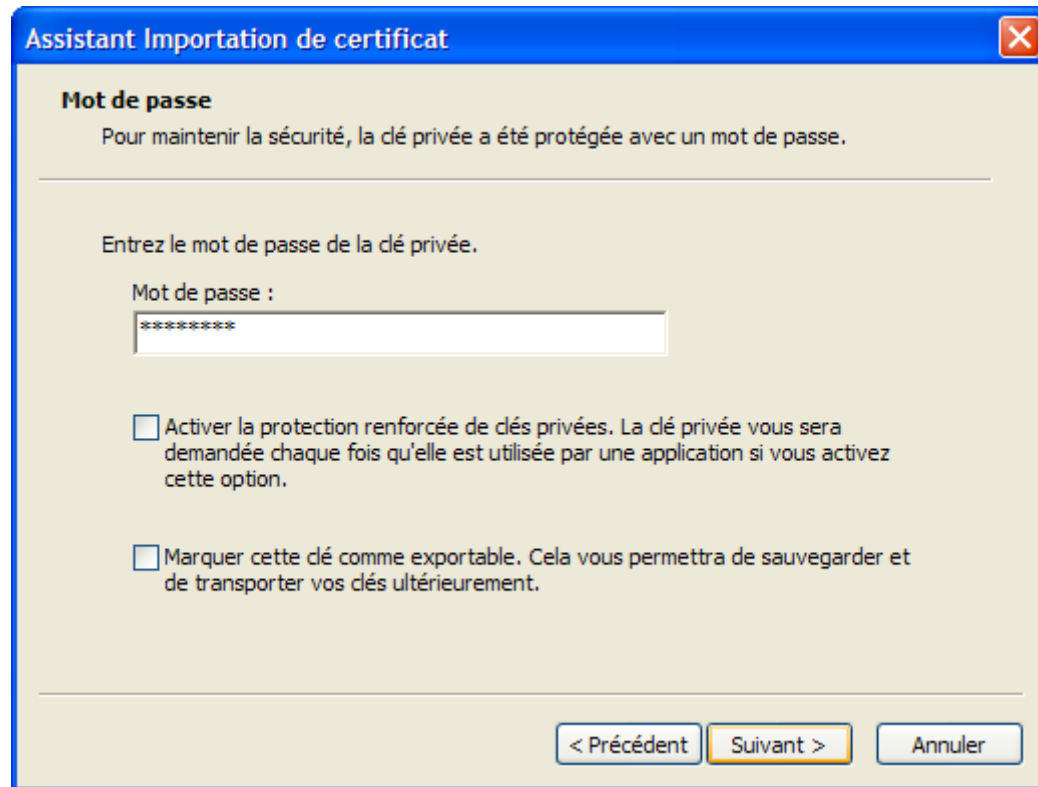 Assistant Importation de certificat
Mot de passe
Pour maintenir la sécurité, la clé privée a été protégée avec un mot de passe.
Entrez le mot de passe de la clé privée.
Mot de passe :
********
Activer la protection renforcée de clés privées. La clé privée vous sera
demandée chaque fois qu'elle est utilisée par une application si vous activez
cette option.
Marquer cette clé comme exportable. Cela vous permettra de sauvegarder et
de transporter vos clés ultérieurement.
< Précédent Suivant > Annuler